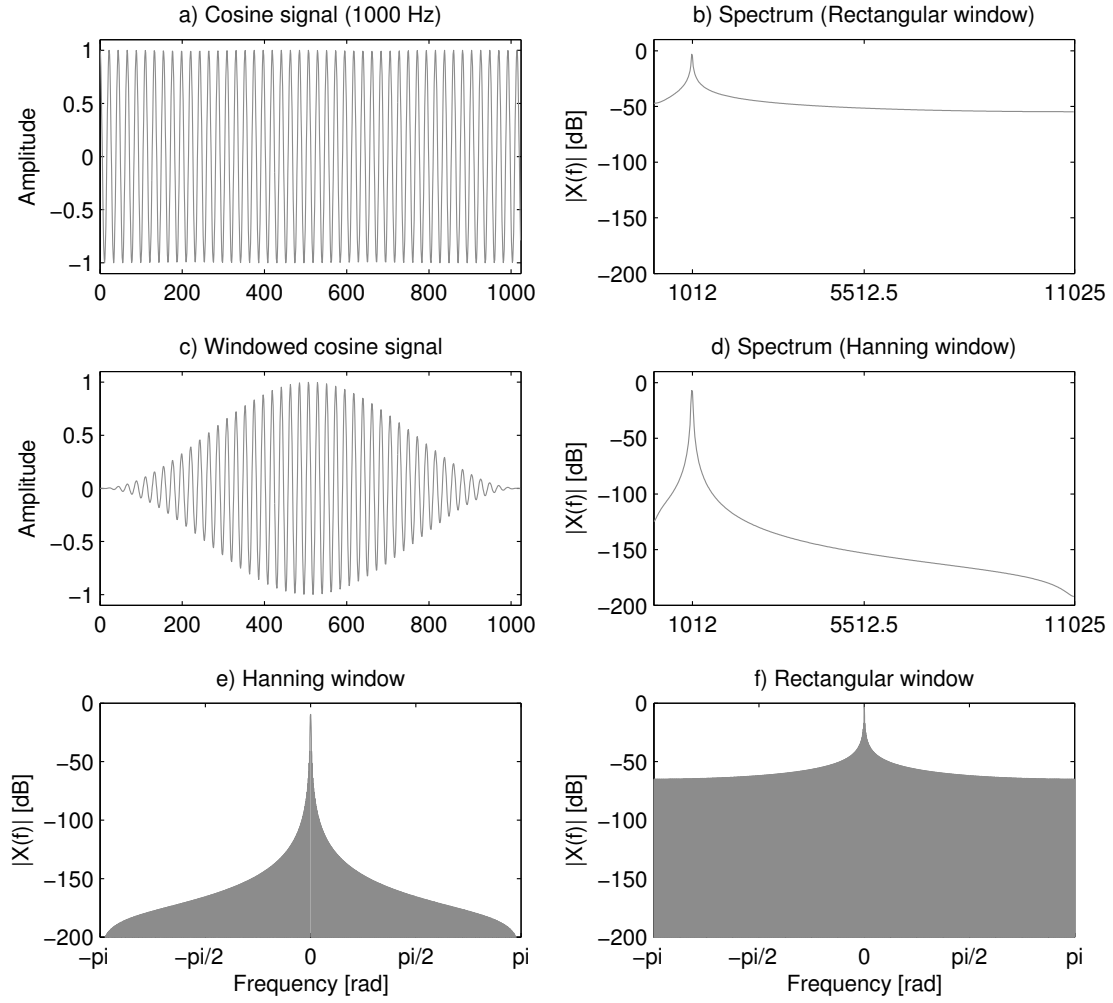 a) Cosine signal (1000 Hz)
1
0.5
0
−0.5
−1
Amplitude
0 200 400 600 800 1000
b) Spectrum (Rectangular window)
0
−50
−100
−150
−200
|X(f)| [dB]
1012 5512.5 11025
c) Windowed cosine signal
1
0.5
0
−0.5
−1
Amplitude
0 200 400 600 800 1000
d) Spectrum (Hanning window)
0
−50
−100
−150
−200
|X(f)| [dB]
1012 5512.5 11025
e) Hanning window
0
−50
−100
−150
−200
|X(f)| [dB]
−pi −pi/2 0 pi/2 pi
Frequency [rad]
f) Rectangular window
0
−50
−100
−150
−200
|X(f)| [dB]
−pi −pi/2 0 pi/2 pi
Frequency [rad]